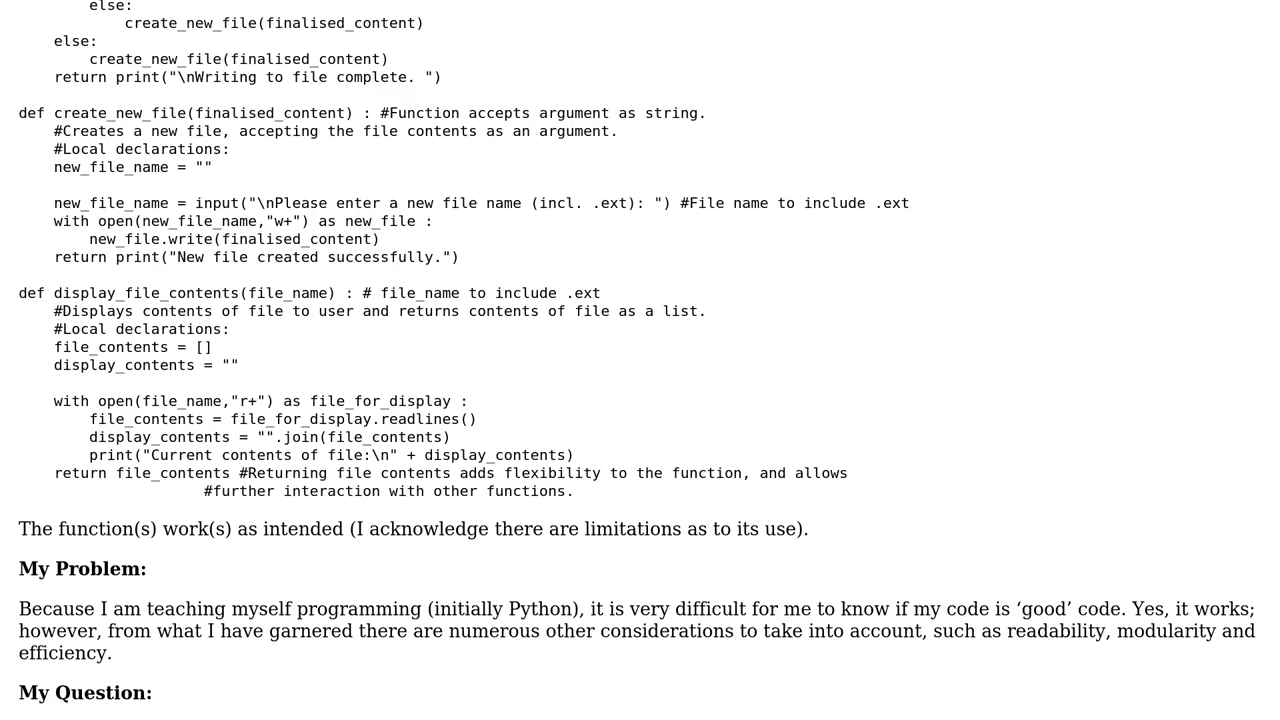 else:
            create_new_file(finalised_content)
    else:
        create_new_file(finalised_content)
    return print("\nWriting to file complete. ")

def create_new_file(finalised_content) : #Function accepts argument as string.
    #Creates a new file, accepting the file contents as an argument.
    #Local declarations:
    new_file_name = ""

    new_file_name = input("\nPlease enter a new file name (incl. .ext): ") #File name to include .ext
    with open(new_file_name,"w+") as new_file :
        new_file.write(finalised_content)
    return print("New file created successfully.")

def display_file_contents(file_name) : # file_name to include .ext
    #Displays contents of file to user and returns contents of file as a list.
    #Local declarations:
    file_contents = []
    display_contents = ""

    with open(file_name,"r+") as file_for_display :
        file_contents = file_for_display.readlines()
        display_contents = "".join(file_contents)
        print("Current contents of file:\n" + display_contents)
    return file_contents #Returning file contents adds flexibility to the function, and allows
                     #further interaction with other functions.

The function(s) work(s) as intended (I acknowledge there are limitations as to its use).

My Problem:

Because I am teaching myself programming (initially Python), it is very difficult for me to know if my code is ‘good’ code. Yes, it works;
however, from what I have garnered there are numerous other considerations to take into account, such as readability, modularity and
efficiency.

My Question: